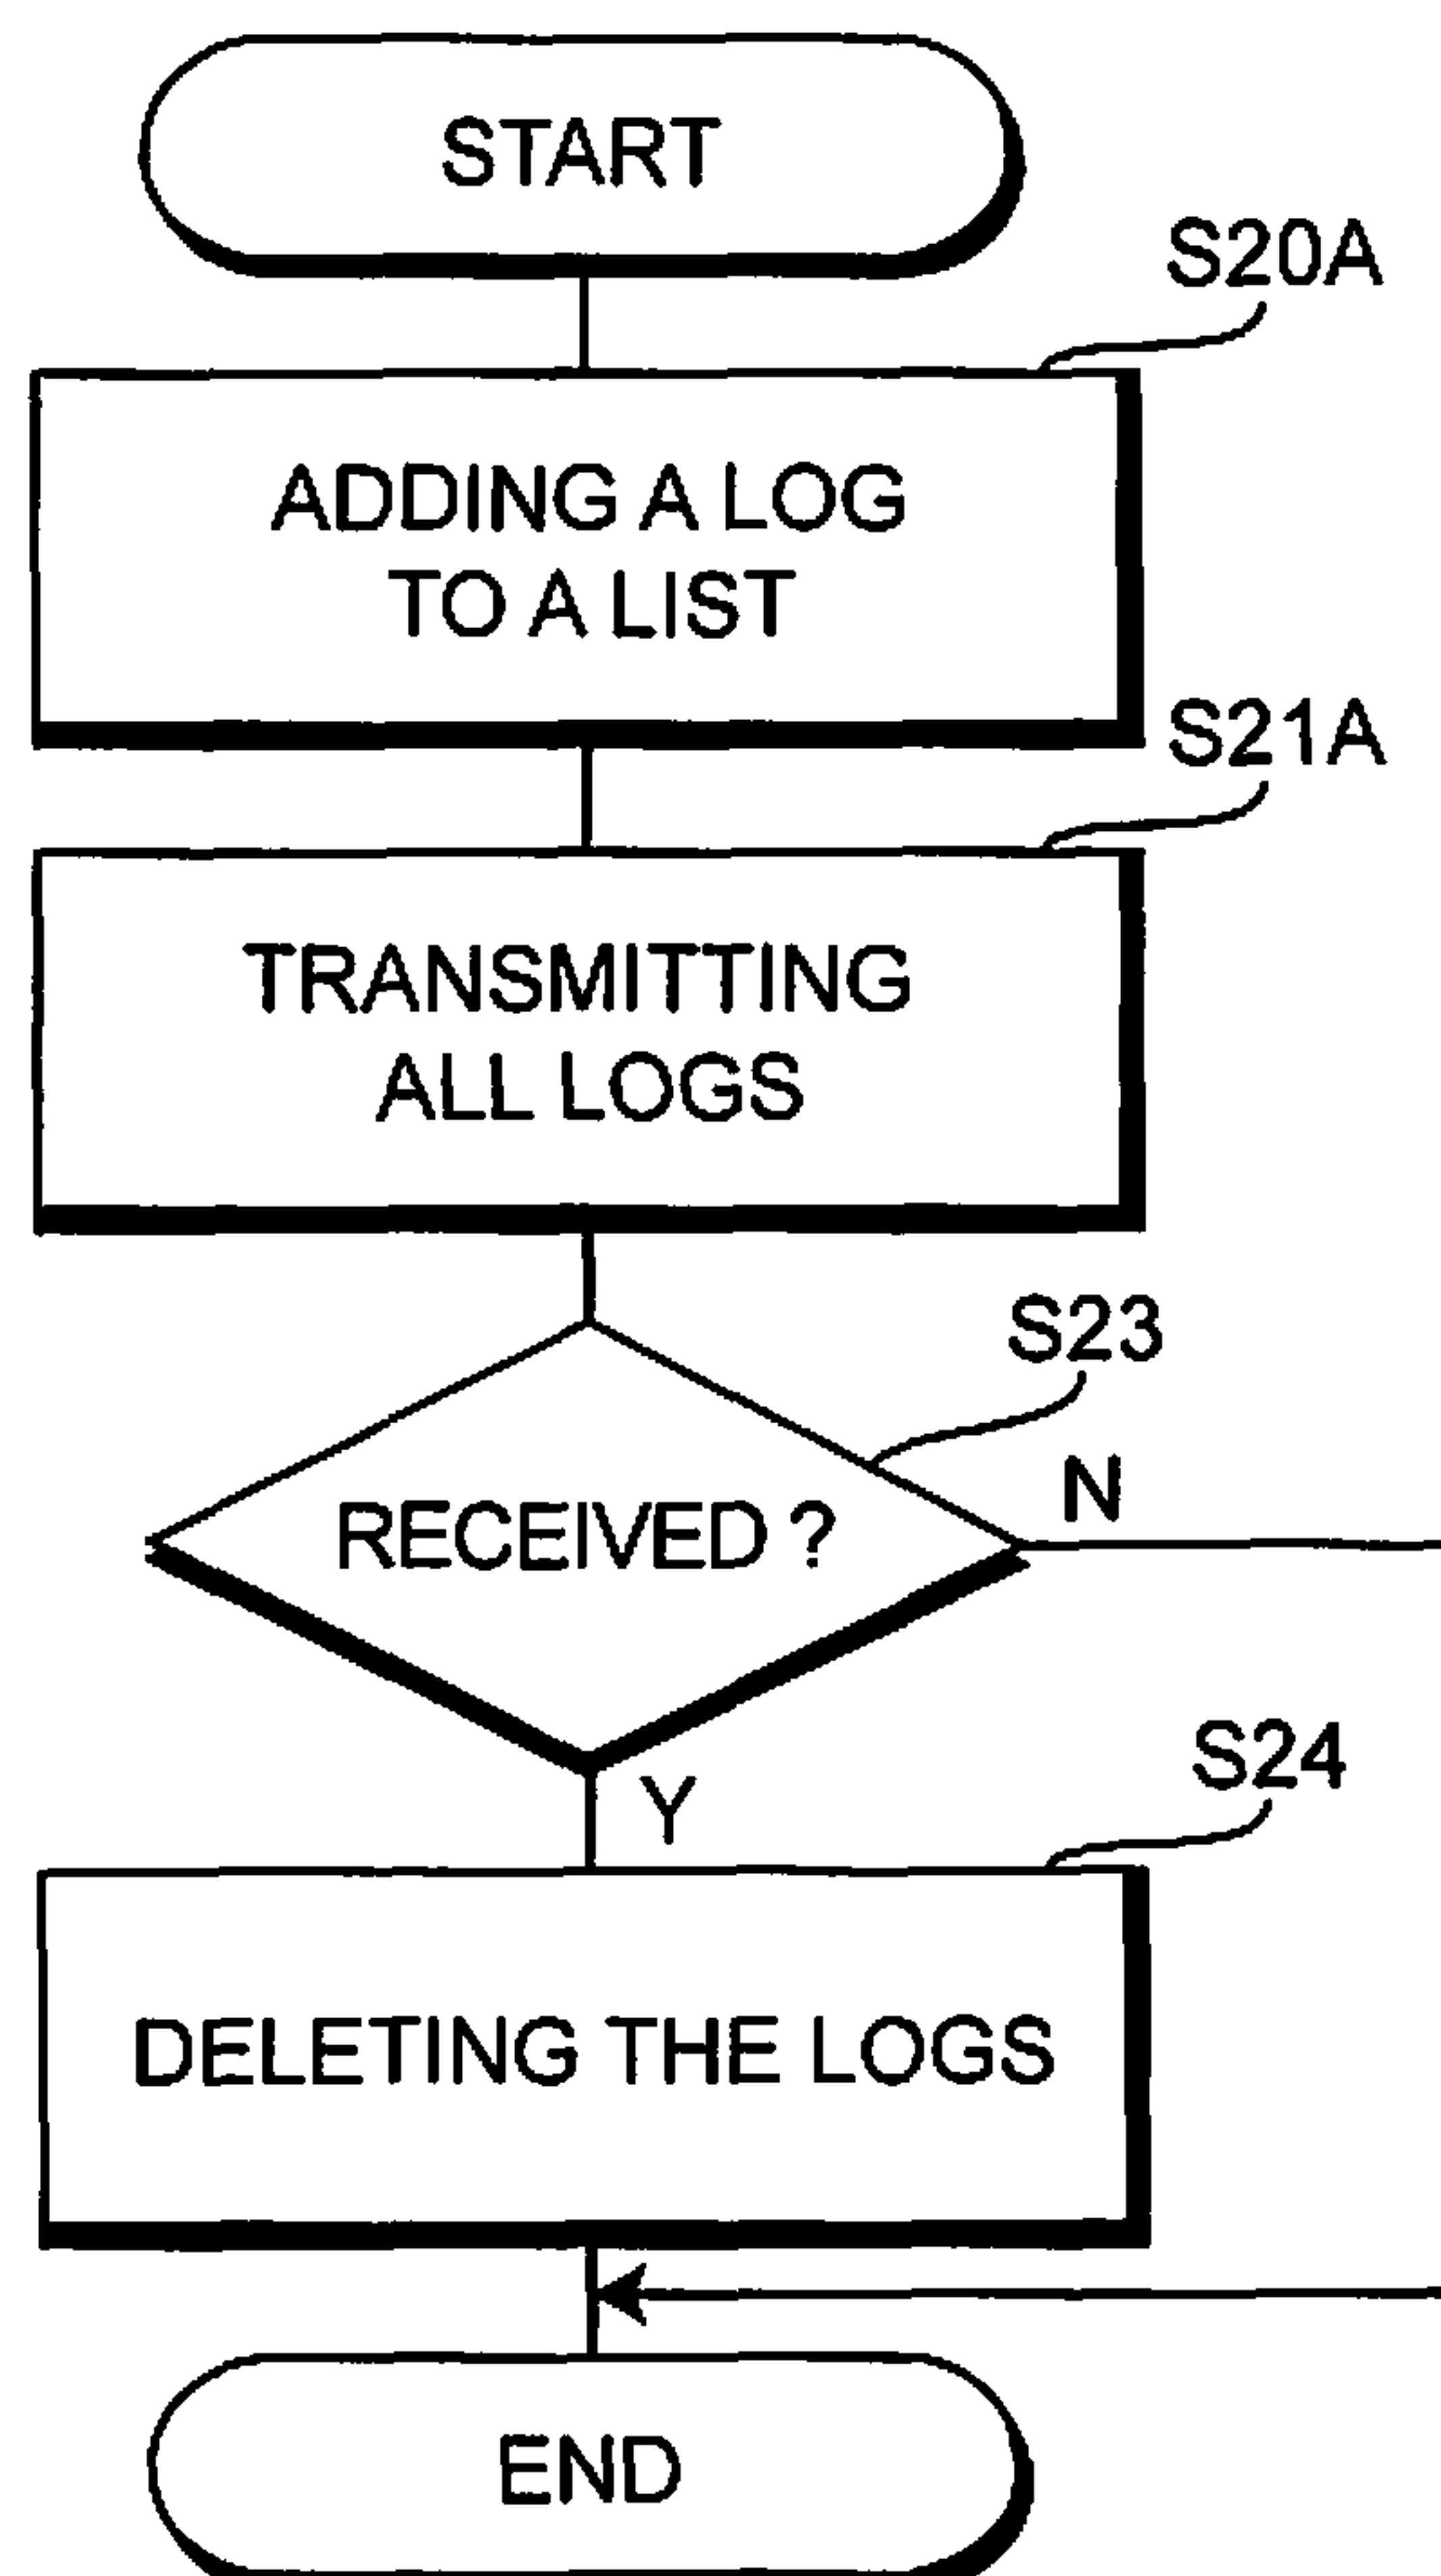 START
S20A
ADDING A LOG
TO A LIST
S21A
TRANSMITTING
ALL LOGS
S23
RECEIVED ?
N
Y
S24
DELETING THE LOGS
END